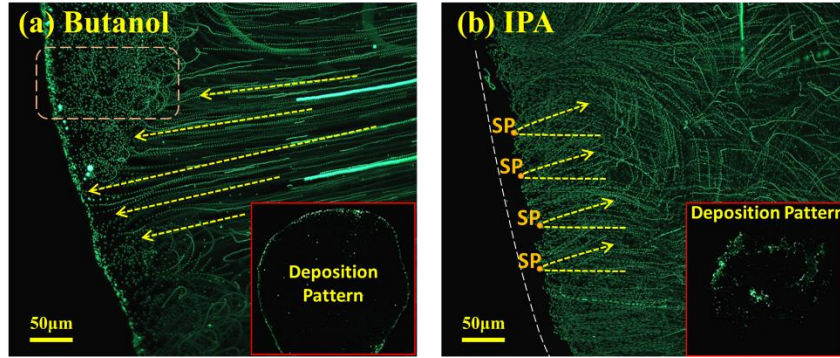 (a) Butanol
Deposition
Pattern
50μm
(b) IPA
SP
SP
SP
SP
Deposition Pattern
50μm